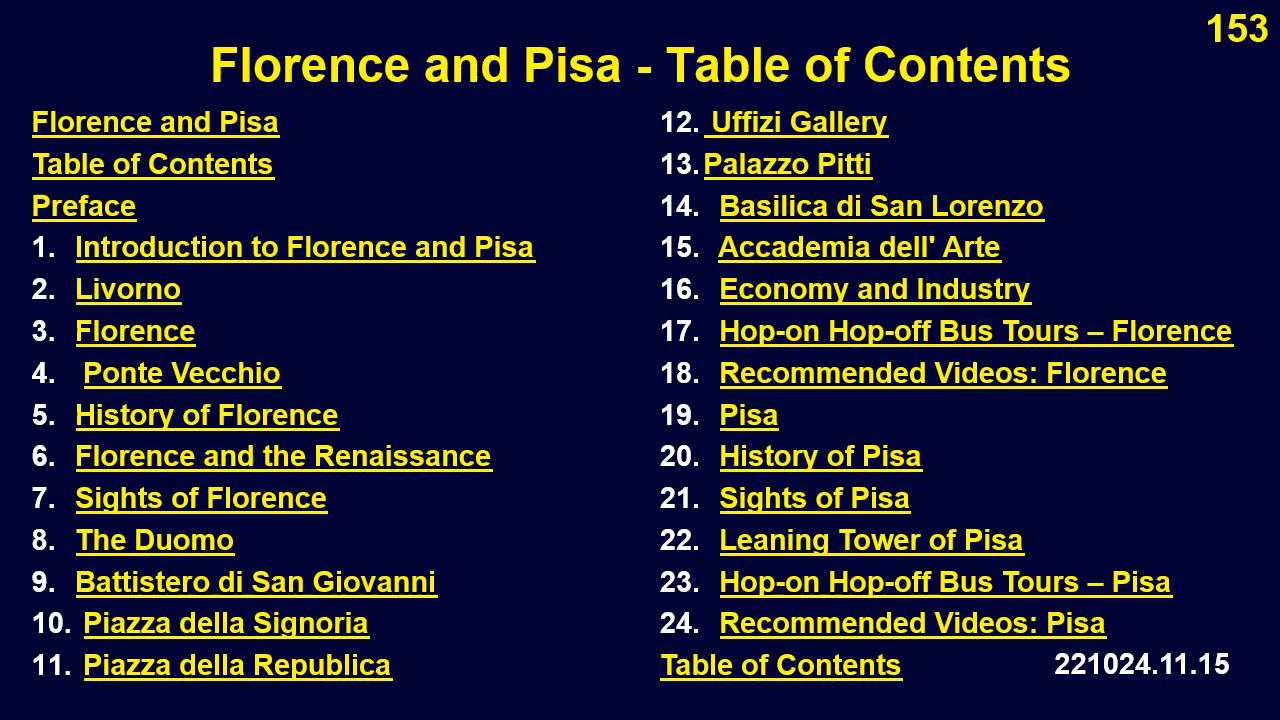 153
Florence and Pisa - Table of Contents
Florence and Pisa
Table of Contents
Preface
1. Introduction to Florence and Pisa
2. Livorno
3. Florence
4. Ponte Vecchio
5. History of Florence
6. Florence and the Renaissance
7. Sights of Florence
8. The Duomo
9. Battistero di San Giovanni
10. Piazza della Signoria
11. Piazza della Republica
12. Uffizi Gallery
13. Palazzo Pitti
14. Basilica di San Lorenzo
15. Accademia dell' Arte
16. Economy and Industry
17. Hop-on Hop-off Bus Tours – Florence
18. Recommended Videos: Florence
19. Pisa
20. History of Pisa
21. Sights of Pisa
22. Leaning Tower of Pisa
23. Hop-on Hop-off Bus Tours – Pisa
24. Recommended Videos: Pisa
Table of Contents 221024.11.15